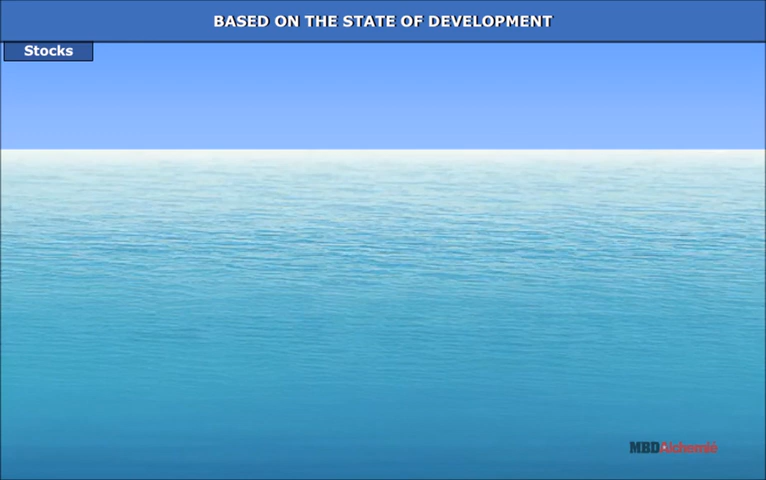 BASED ON THE STATE OF DEVELOPMENT
Stocks
MBDAlchemie